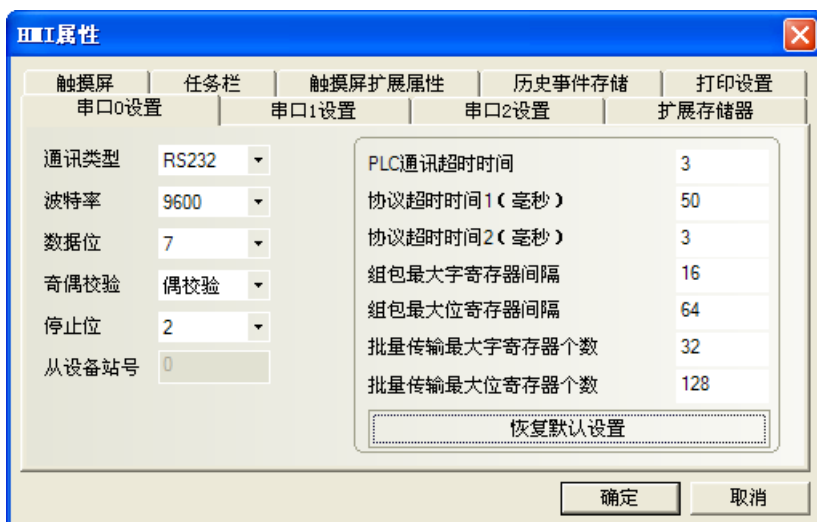 HMI属性
触摸屏 任务栏 触摸屏扩展属性 历史事件存储 打印设置
串口0设置 串口1设置 串口2设置 扩展存储器
通讯类型 RS232
波特率 9600
数据位 7
奇偶校验 偶校验
停止位 2
从设备站号 0
PLC通讯超时时间 3
协议超时时间1(毫秒) 50
协议超时时间2(毫秒) 3
组包最大字寄存器间隔 16
组包最大位寄存器间隔 64
批量传输最大字寄存器个数 32
批量传输最大位寄存器个数 128
恢复默认设置
确定 取消